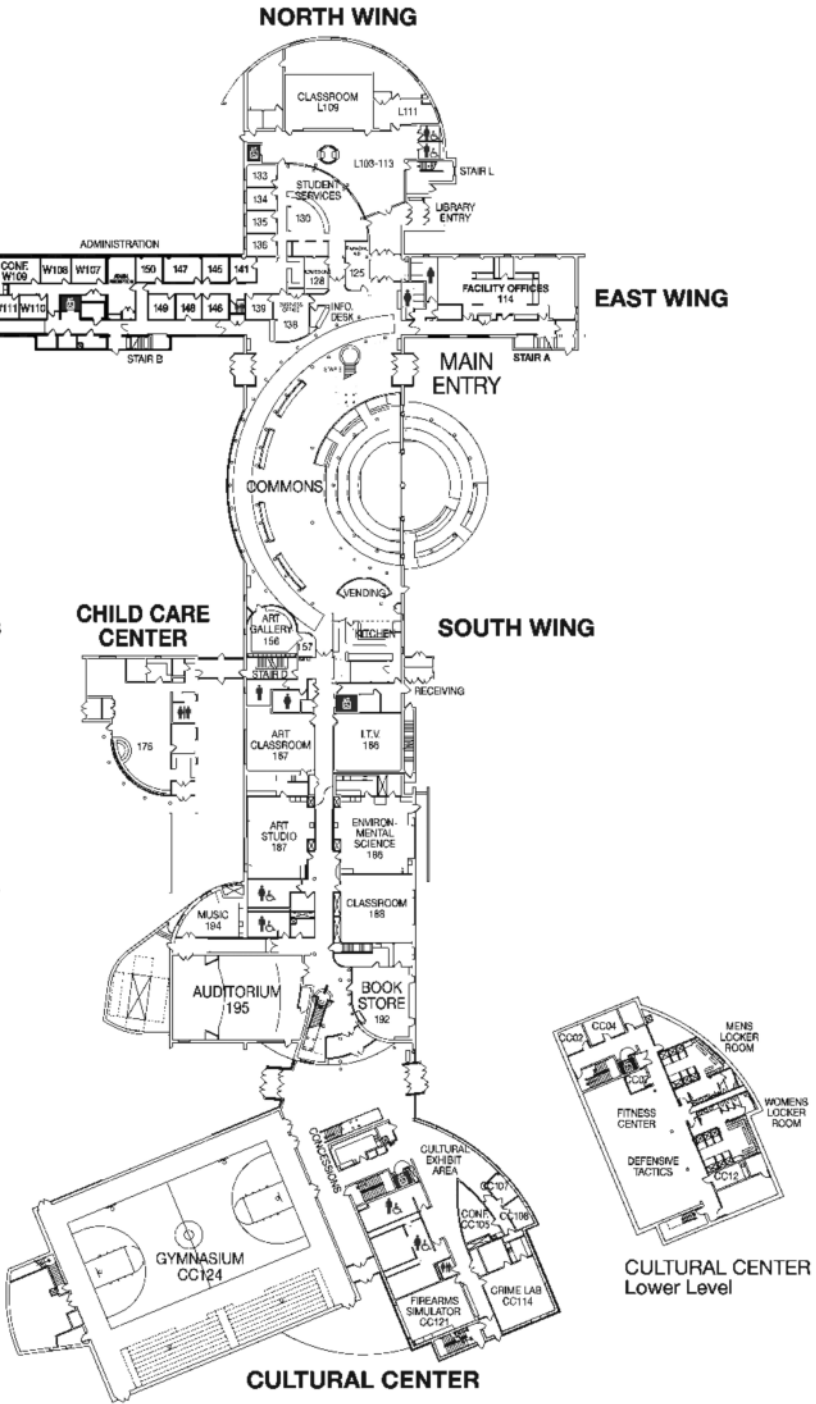 NORTH WING
CLASSROOM
L109
L111
L103-113
STAIR L
133
STUDENT
SERVICES
134
130
135
136
LIBRARY
ENTRY
ADMINISTRATION
CONF.
W109
W108
W107
150
147
145
141
128
125
FACILITY OFFICES
114
EAST WING
W110
149
148
146
139
138
INFO.
DESK
STAIR B
MAIN
ENTRY
STAIR A
COMMONS
VENDING
CHILD CARE
CENTER
ART
GALLERY
156
157
KITCHEN
SOUTH WING
STAIR D
RECEIVING
176
ART
CLASSROOM
167
I.T.V.
166
ART
STUDIO
187
ENVIRON-
MENTAL
SCIENCE
186
CLASSROOM
188
MUSIC
194
AUDITORIUM
195
BOOK
STORE
192
CONCESSIONS
CULTURAL
EXHIBIT
AREA
CC107
CONF.
CC105
CC108
GYMNASIUM
CC124
FIREARMS
SIMULATOR
CC121
CRIME LAB
CC114
CULTURAL CENTER
CC02
CC04
MENS
LOCKER
ROOM
CC07
FITNESS
CENTER
WOMENS
LOCKER
ROOM
DEFENSIVE
TACTICS
CC12
CULTURAL CENTER
Lower Level